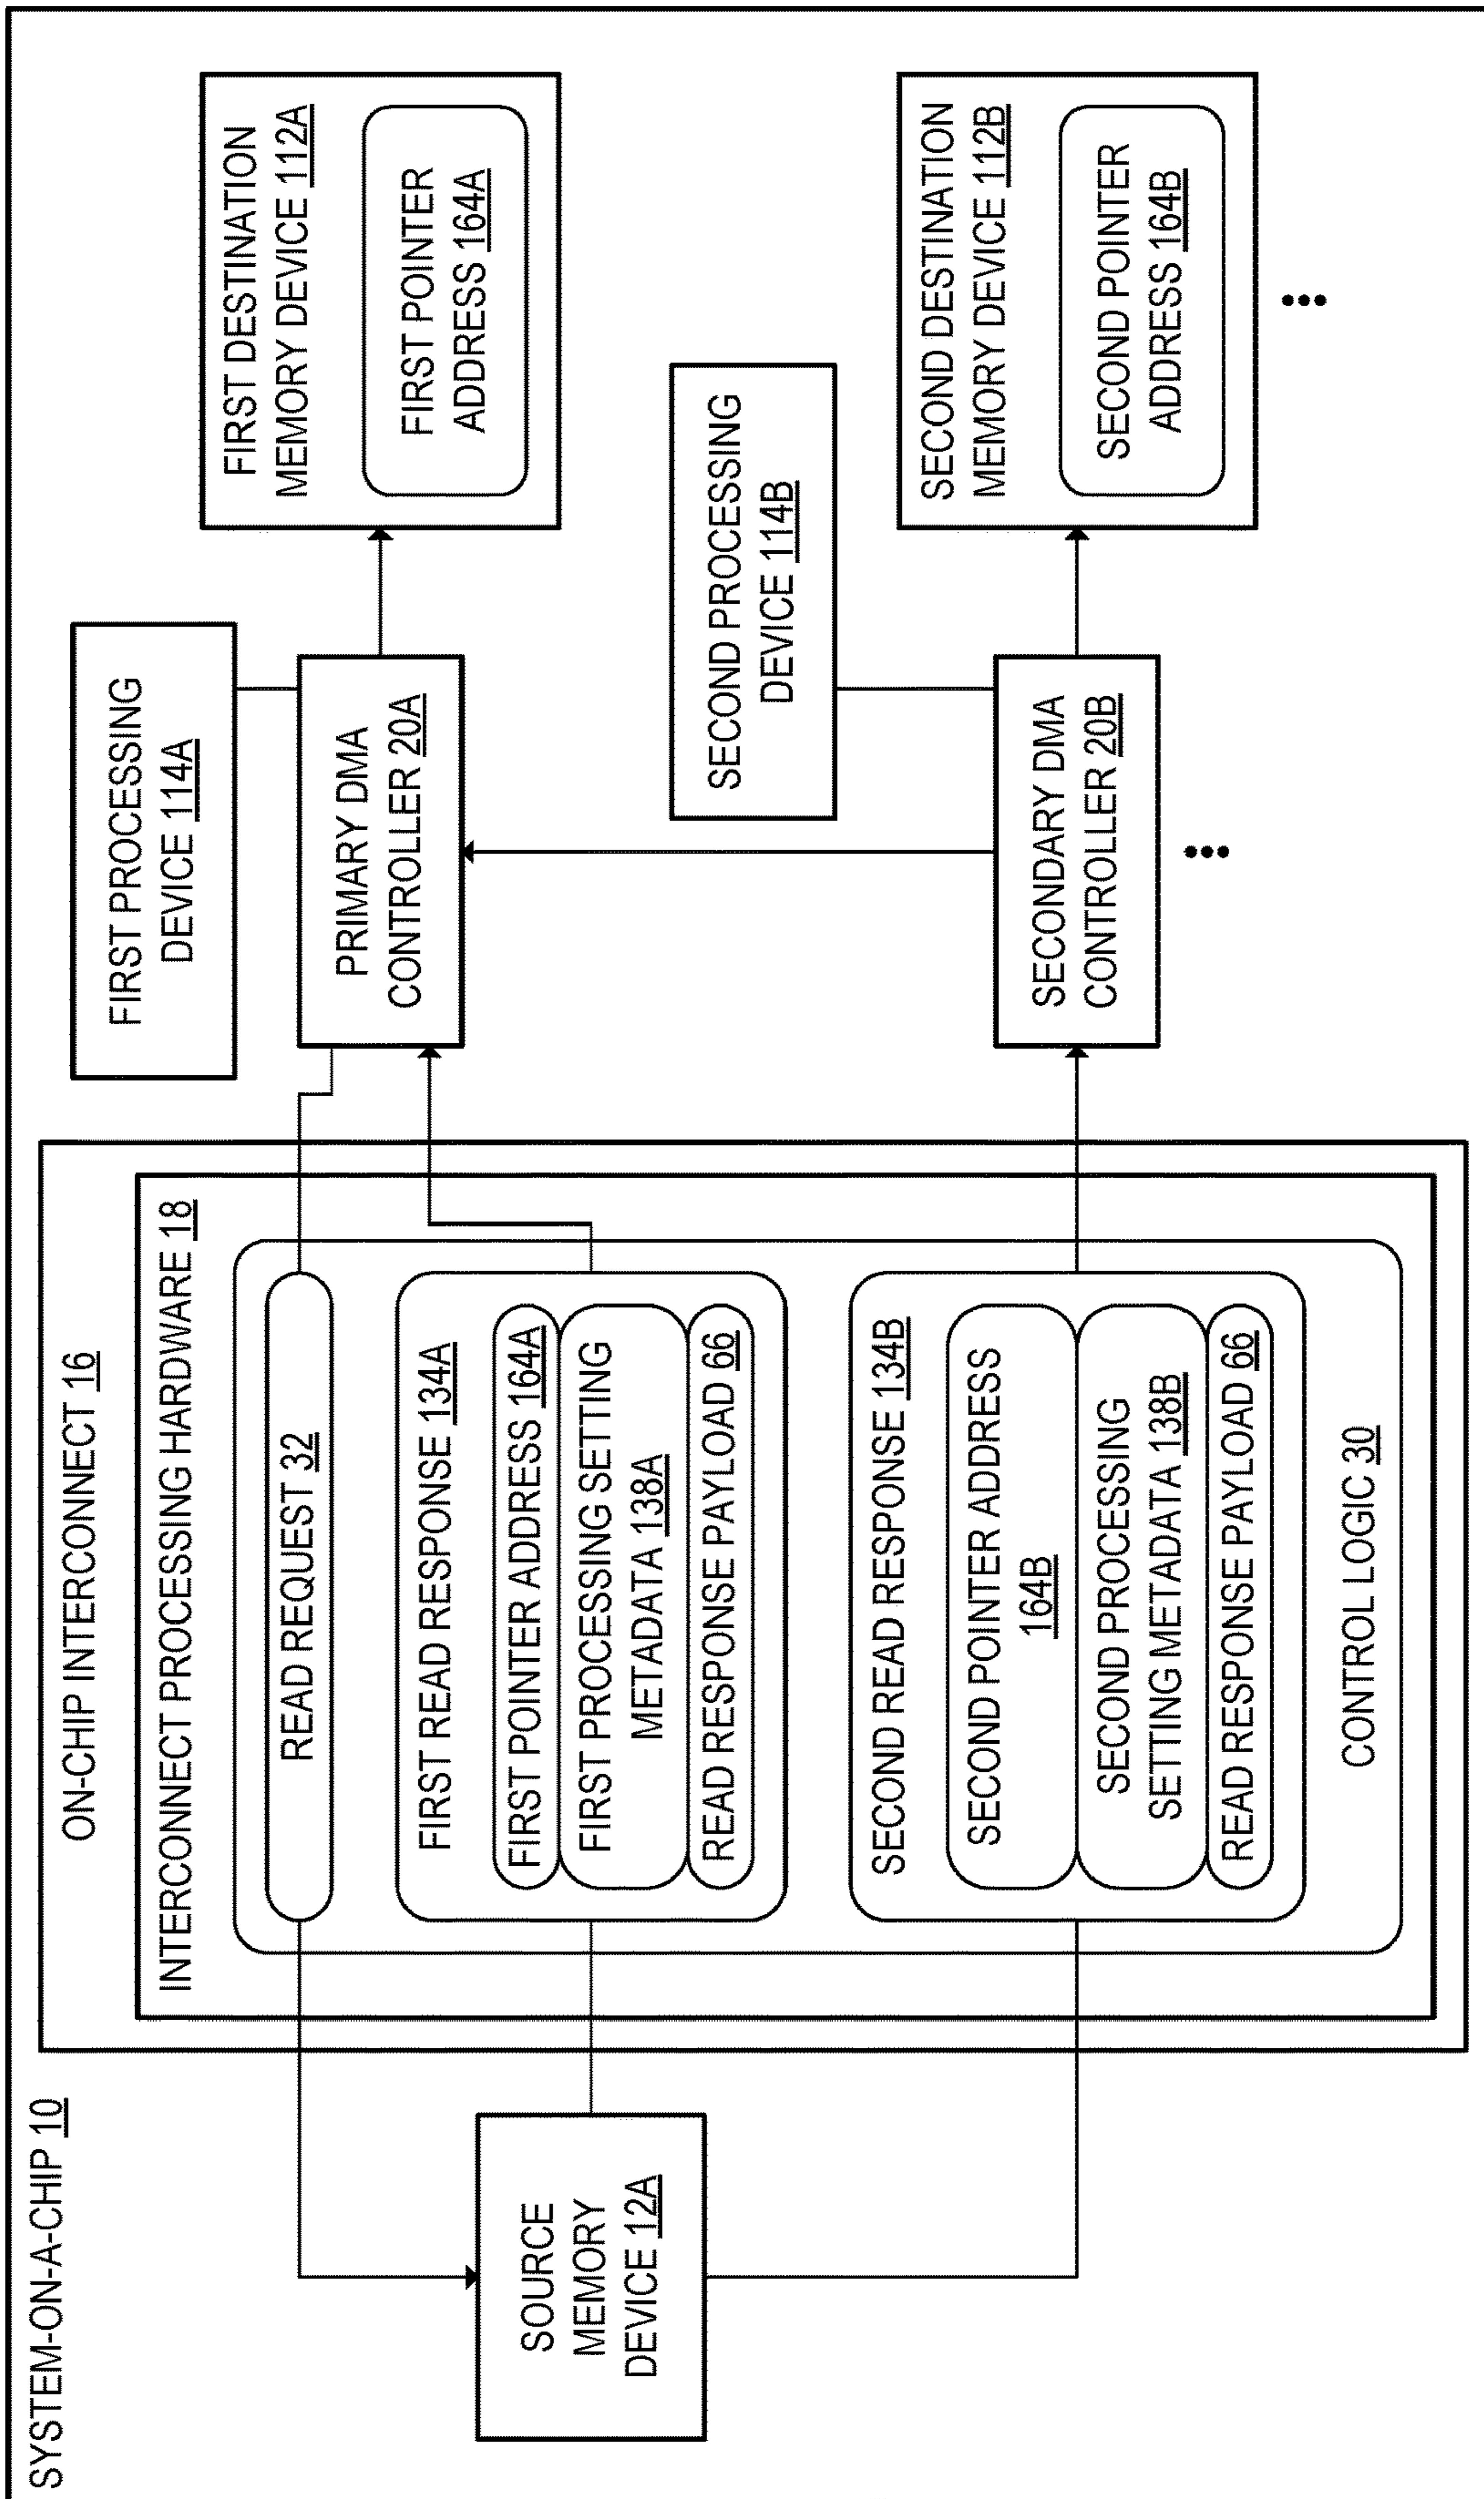 SYSTEM-ON-A-CHIP 10
SOURCE
MEMORY
DEVICE 12A
ON-CHIP INTERCONNECT 16
INTERCONNECT PROCESSING HARDWARE 18
READ REQUEST 32
FIRST READ RESPONSE 134A
FIRST POINTER ADDRESS 164A
FIRST PROCESSING SETTING
METADATA 138A
READ RESPONSE PAYLOAD 66
SECOND READ RESPONSE 134B
SECOND POINTER ADDRESS
164B
SECOND PROCESSING
SETTING METADATA 138B
READ RESPONSE PAYLOAD 66
CONTROL LOGIC 30
FIRST PROCESSING
DEVICE 114A
PRIMARY DMA
CONTROLLER 20A
SECOND PROCESSING
DEVICE 114B
SECONDARY DMA
CONTROLLER 20B
FIRST DESTINATION
MEMORY DEVICE 112A
FIRST POINTER
ADDRESS 164A
SECOND DESTINATION
MEMORY DEVICE 112B
SECOND POINTER
ADDRESS 164B